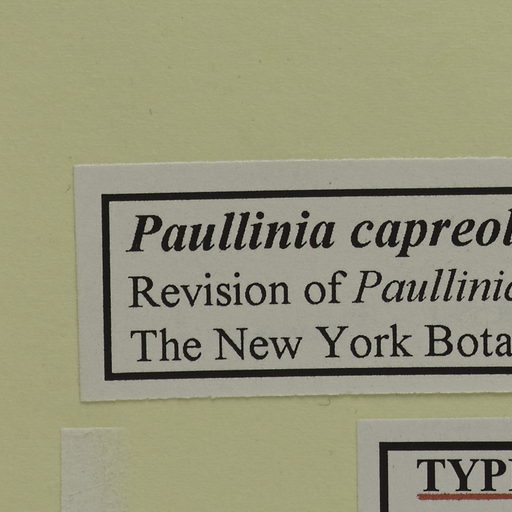 Paullinia capreol
Revision of Paullinia
The New York Bota
TYP